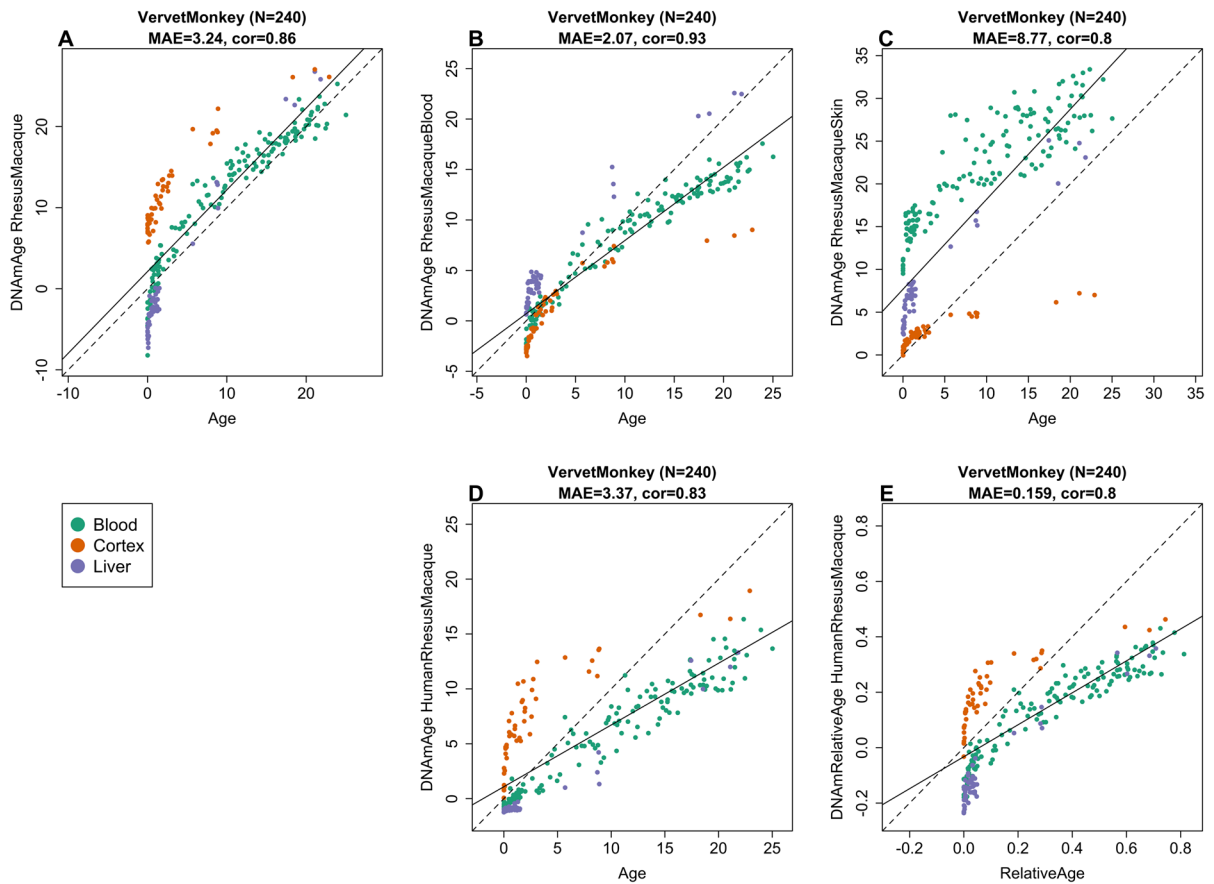 A
VervetMonkey (N=240)
MAE=3.24, cor=0.86
DNAmAge RhesusMacaque
-10 0 10 20
-10 0 10 20
Age
B
VervetMonkey (N=240)
MAE=2.07, cor=0.93
DNAmAge RhesusMacaqueBlood
-5 0 5 10 15 20 25
-5 0 5 10 15 20 25
Age
C
VervetMonkey (N=240)
MAE=8.77, cor=0.8
DNAmAge RhesusMacaqueSkin
0 5 10 15 20 25 30 35
0 5 10 15 20 25 30 35
Age
Blood
Cortex
Liver
D
VervetMonkey (N=240)
MAE=3.37, cor=0.83
DNAmAge HumanRhesusMacaque
0 5 10 15 20 25
0 5 10 15 20 25
Age
E
VervetMonkey (N=240)
MAE=0.159, cor=0.8
DNAmRelativeAge HumanRhesusMacaque
-0.2 0.0 0.2 0.4 0.6 0.8
-0.2 0.0 0.2 0.4 0.6 0.8
RelativeAge